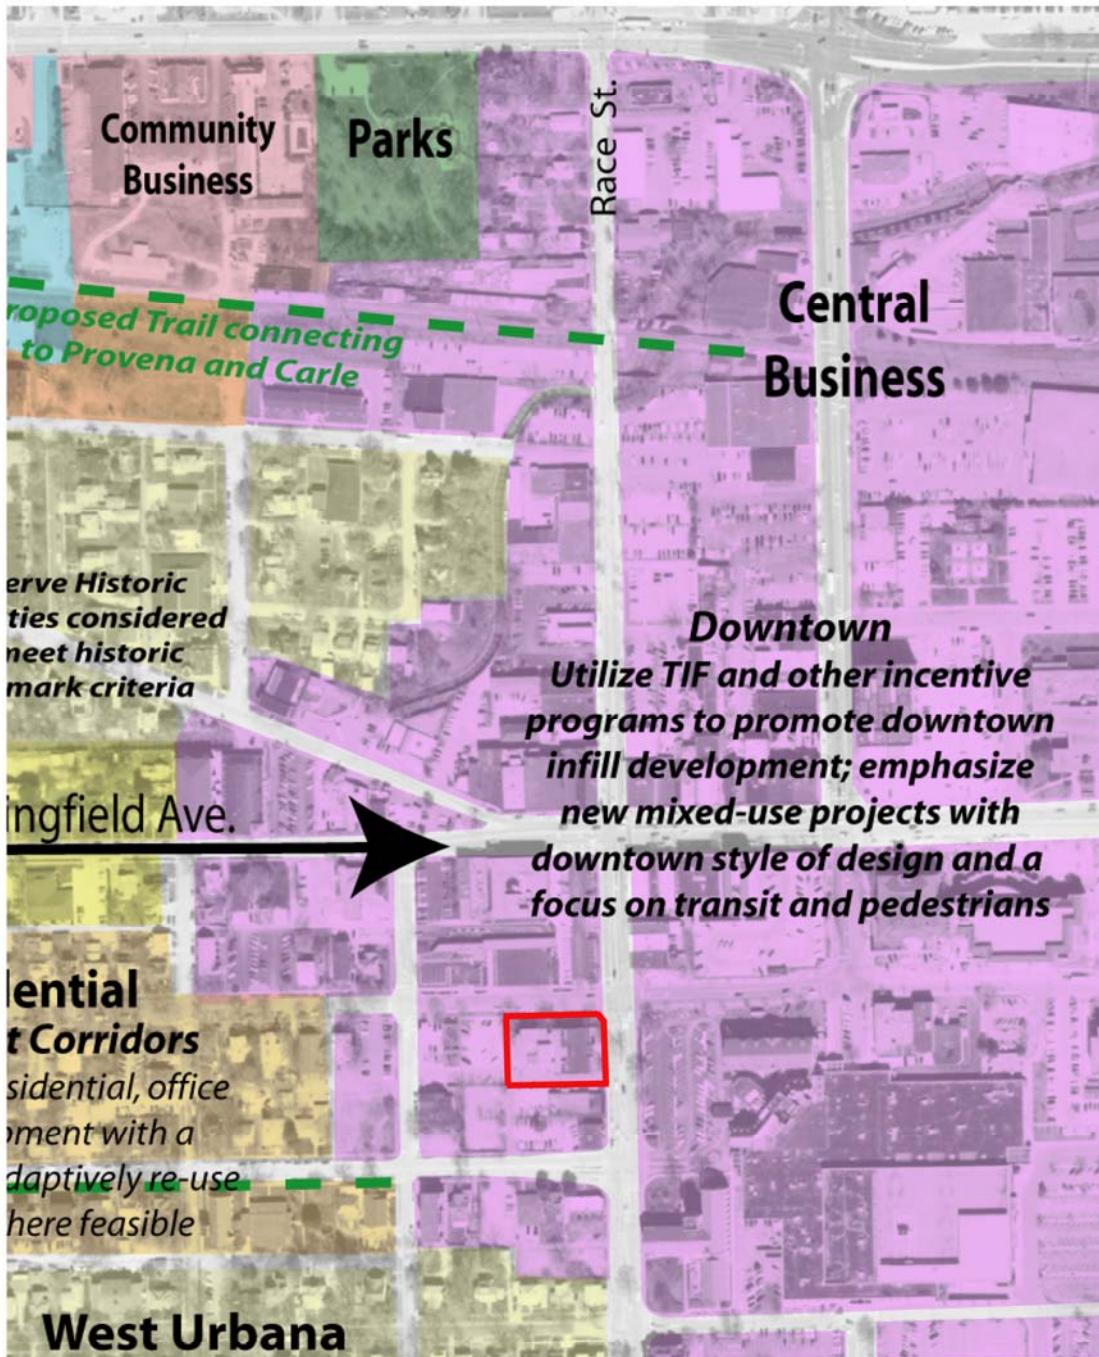 Community
Business
Parks
Race St.
Central
Business
roposed Trail connecting
to Provena and Carle
erve Historic
ties considered
meet historic
mark criteria
Downtown
Utilize TIF and other incentive
programs to promote downtown
infill development; emphasize
new mixed-use projects with
downtown style of design and a
focus on transit and pedestrians
ingfield Ave.
dential
t Corridors
sidential, office
pment with a
daptively re-use
here feasible
West Urbana